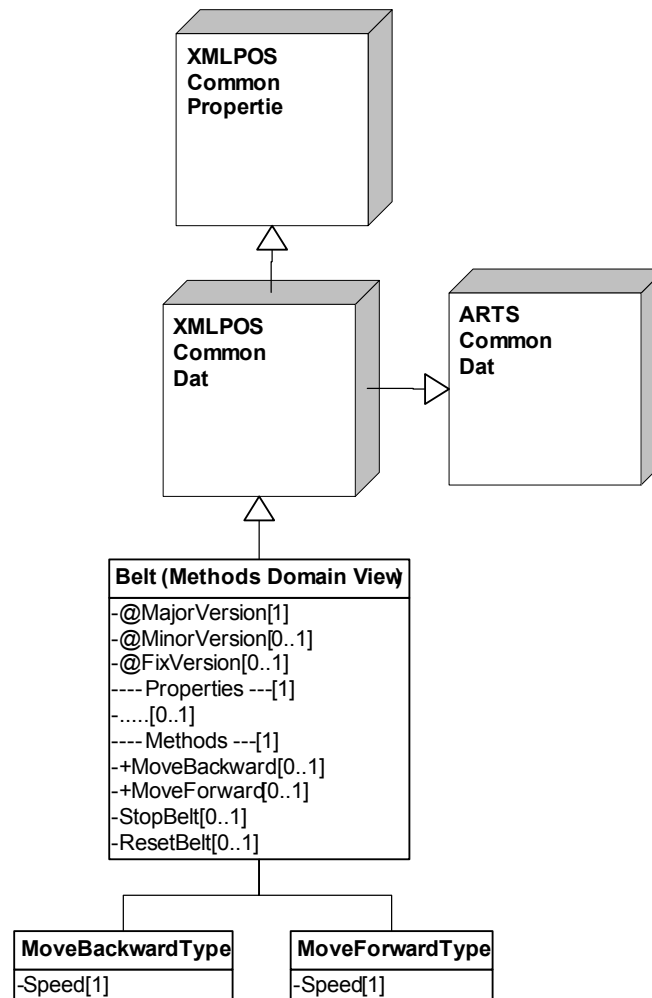 XMLPOS
Common
Propertie
XMLPOS
Common
Dat
ARTS
Common
Dat
Belt (Methods Domain View)
-@MajorVersion[1]
-@MinorVersion[0..1]
-@FixVersion[0..1]
---- Properties ---[1]
-.....[0..1]
---- Methods ---[1]
-+MoveBackward[0..1]
-+MoveForward[0..1]
-StopBelt[0..1]
-ResetBelt[0..1]
MoveBackwardType
-Speed[1]
MoveForwardType
-Speed[1]